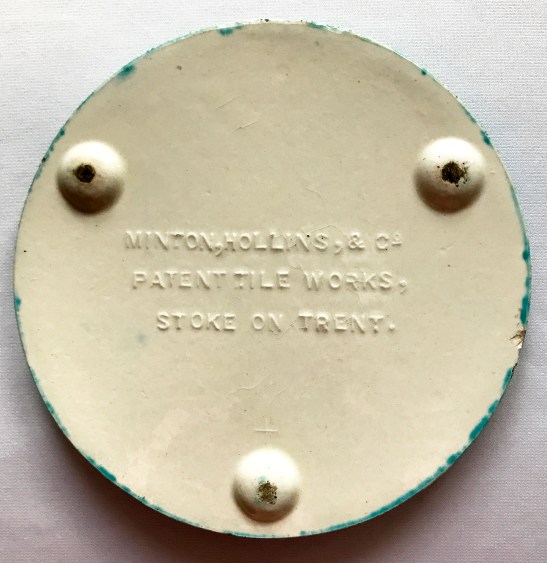 MINTON, HOLLINS, & Cº
PATENT TILE WORKS,
STOKE ON TRENT.